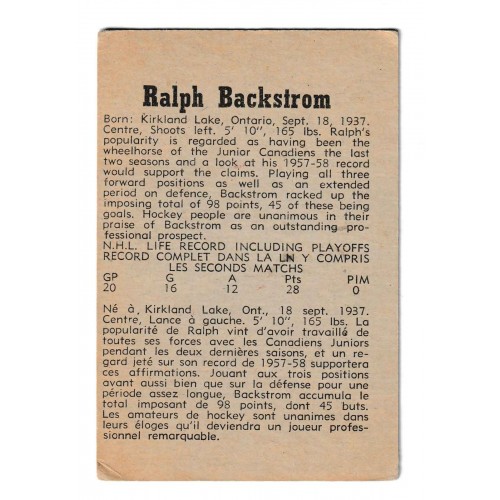 Ralph Backstrom
Born: Kirkland Lake, Ontario, Sept. 18, 1937.
Centre, Shoots left. 5' 10", 165 lbs. Ralph's
popularity is regarded as having been the
wheelhorse of the Junior Canadiens the last
two seasons and a look at his 1957-58 record
would support the claims. Playing all three
forward positions as well as an extended
period on defence, Backstrom racked up the
imposing total of 98 points, 45 of these being
goals. Hockey people are unanimous in their
praise of Backstrom as an outstanding pro-
fessional prospect.
N.H.L. LIFE RECORD INCLUDING PLAYOFFS
RECORD COMPLET DANS LA LN Y COMPRIS
LES SECONDS MATCHS
GP G A Pts PIM
20 16 12 28 0
Né à, Kirkland Lake, Ont., 18 sept. 1937.
Centre, Lance à gauche. 5' 10", 165 lbs. La
popularité de Ralph vint d'avoir travaillé de
toutes ses forces avec les Canadiens Juniors
pendant les deux dernières saisons, et un re-
gard jeté sur son record de 1957-58 supportera
ces affirmations. Jouant aux trois positions
avant aussi bien que sur la défense pour une
période assez longue, Backstrom accumula le
total imposant de 98 points, dont 45 buts.
Les amateurs de hockey sont unanimes dans
leurs éloges qu'il deviendra un joueur profes-
sionnel remarquable.